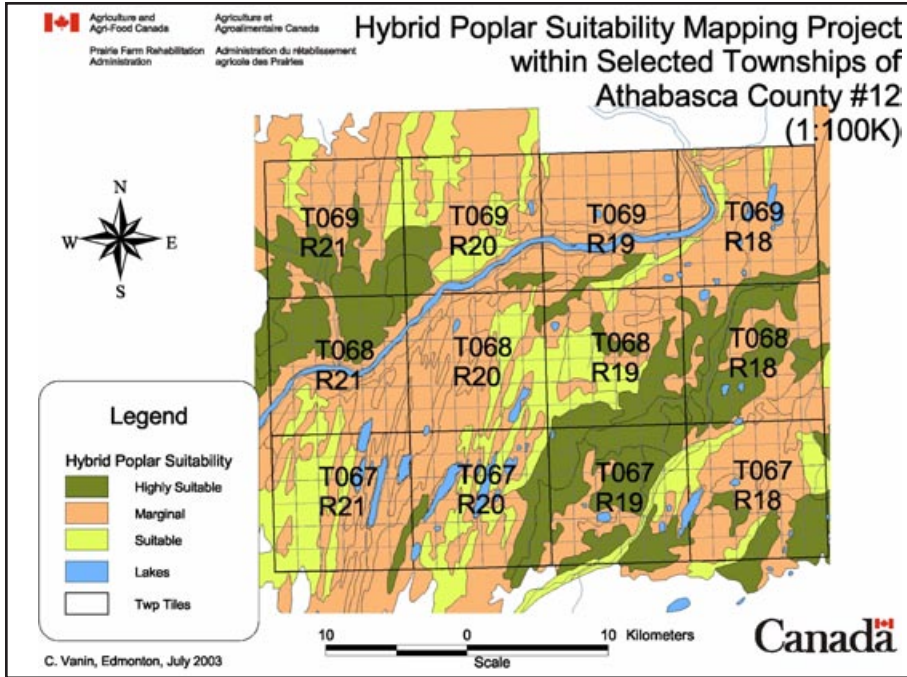 Agriculture and
Agri-Food Canada
Agriculture et
Agroalimentaire Canada
Prairie Farm Rehabilitation
Administration
Administration du rétablissement
agricole des Prairies
Hybrid Poplar Suitability Mapping Project
within Selected Townships of
Athabasca County #12
(1:100K)
N
W E
S
T069
R21
T069
R20
T069
R19
T069
R18
T068
R21
T068
R20
T068
R19
T068
R18
T067
R21
T067
R20
T067
R19
T067
R18
Legend
Hybrid Poplar Suitability
Highly Suitable
Marginal
Suitable
Lakes
Twp Tiles
10 0 10 Kilometers
Scale
C. Vanin, Edmonton, July 2003
Canada